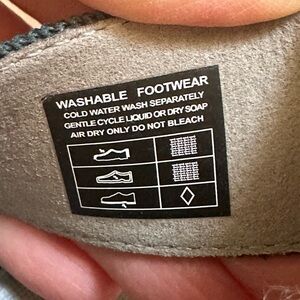 WASHABLE FOOTWEAR
COLD WATER WASH SEPARATELY
GENTLE CYCLE LIQUID OR DRY SOAP
AIR DRY ONLY DO NOT BLEACH